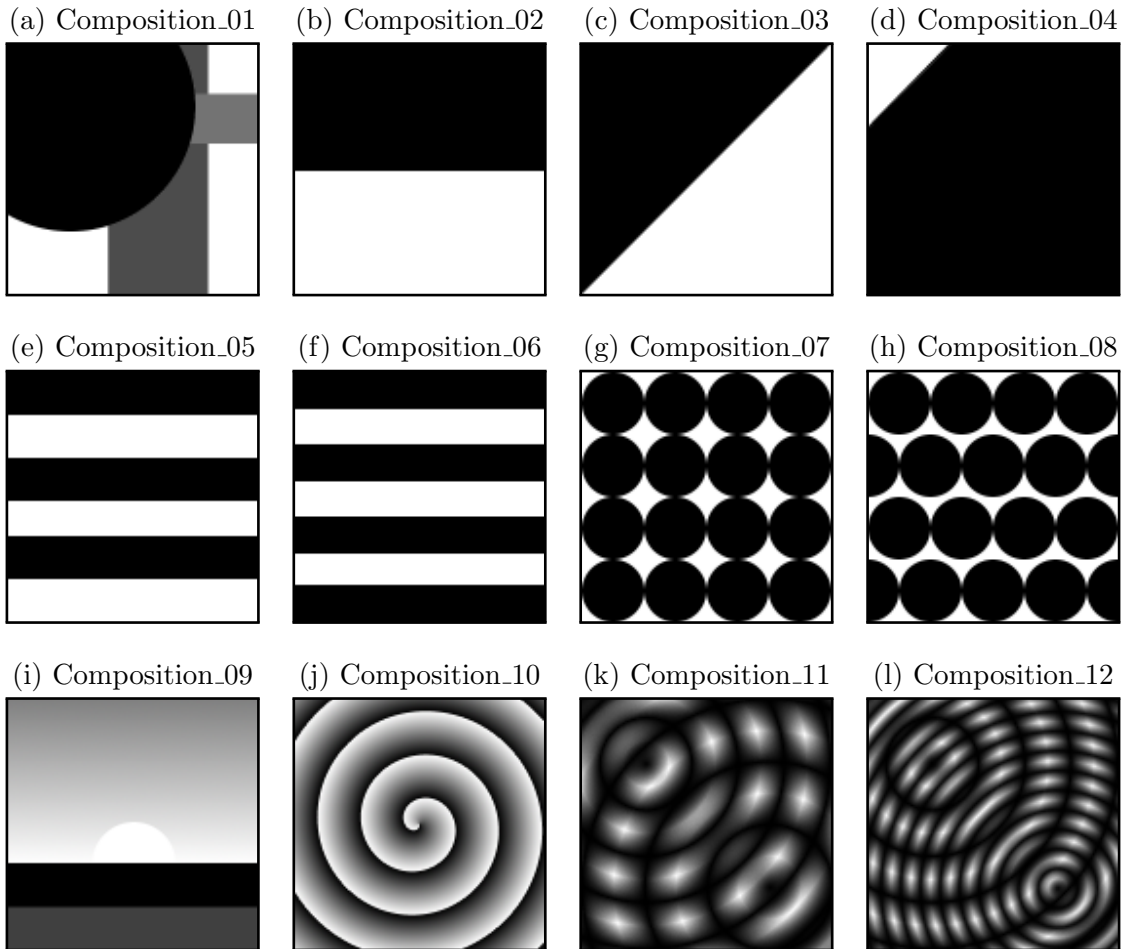 (a) Composition_01
(b) Composition_02
(c) Composition_03
(d) Composition_04
(e) Composition_05
(f) Composition_06
(g) Composition_07
(h) Composition_08
(i) Composition_09
(j) Composition_10
(k) Composition_11
(l) Composition_12